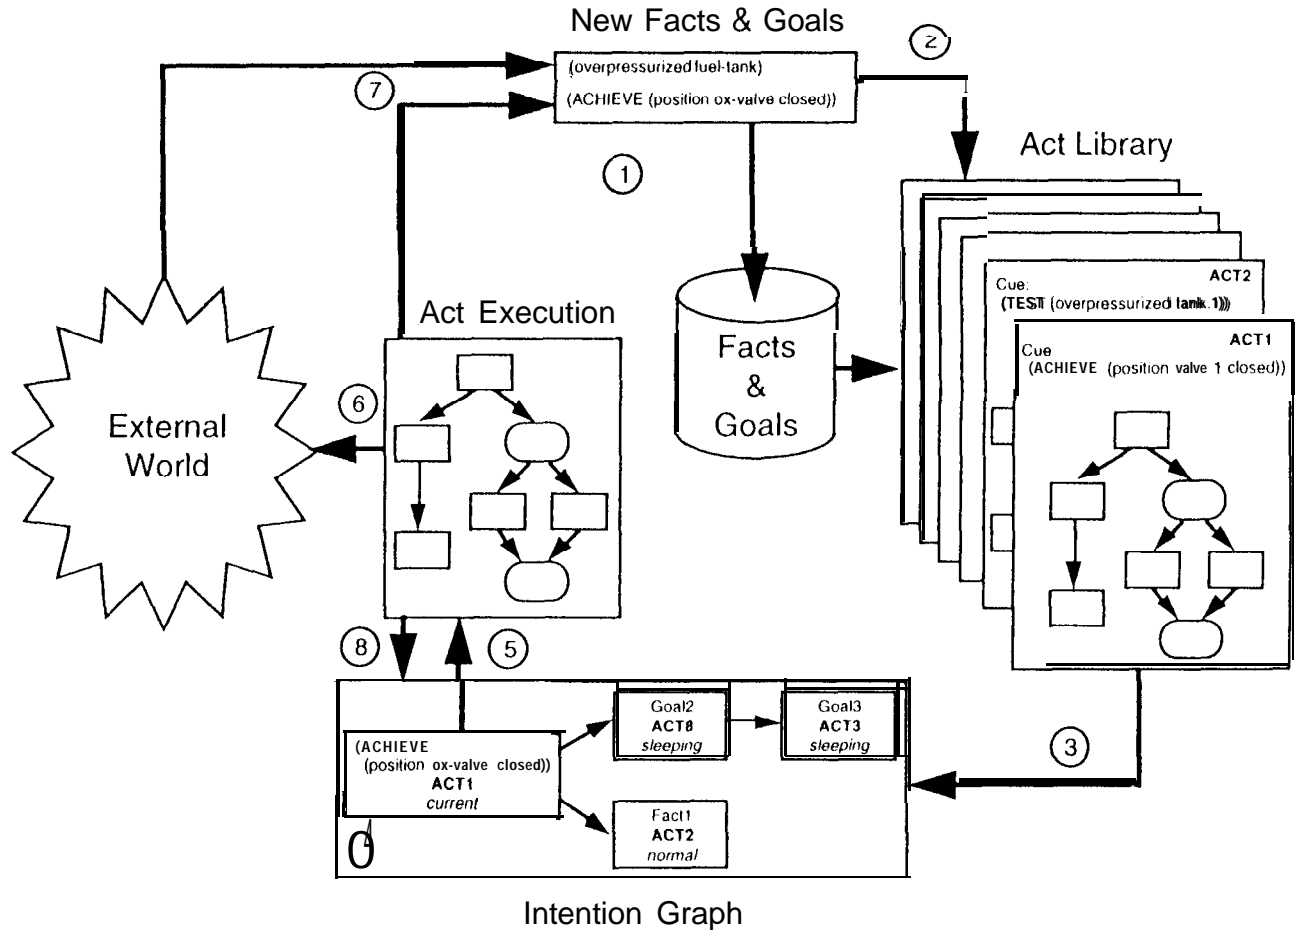 New Facts & Goals
2
(overpressurized fuel-tank)
7
(ACHIEVE (position ox-valve closed))
Act Library
1
ACT2
Cue:
(TEST (overpressurized tank.1)))
Act Execution
ACT1
Cue
(ACHIEVE (position valve 1 closed))
Facts
&
Goals
6
External
World
8
5
Goal2
ACT8
sleeping
Goal3
ACT3
sleeping
3
(ACHIEVE
(position ox-valve closed))
ACT1
current
Fact1
ACT2
normal
Intention Graph